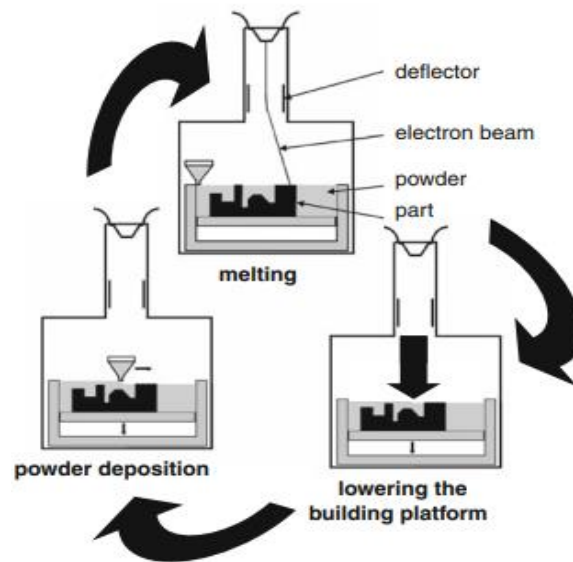 deflector
electron beam
powder
part
melting
powder deposition
lowering the
building platform